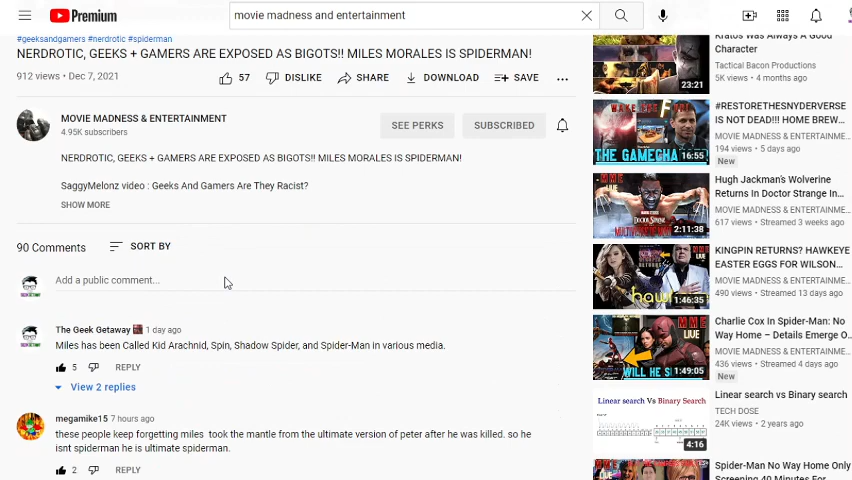 Premium
movie madness and entertainment
#geeksandgamers #nerdrotic #spiderman
NERDROTIC, GEEKS + GAMERS ARE EXPOSED AS BIGOTS!! MILES MORALES IS SPIDERMAN!
912 views • Dec 7, 2021
57
DISLIKE
SHARE
DOWNLOAD
SAVE
MOVIE MADNESS & ENTERTAINMENT
4.95K subscribers
SEE PERKS
SUBSCRIBED
NERDROTIC, GEEKS + GAMERS ARE EXPOSED AS BIGOTS!! MILES MORALES IS SPIDERMAN!
SaggyMelonz video : Geeks And Gamers Are They Racist?
SHOW MORE
90 Comments
SORT BY
Add a public comment...
The Geek Getaway 1 day ago
Miles has been Called Kid Arachnid, Spin, Shadow Spider, and Spider-Man in various media.
5
REPLY
View 2 replies
megamike15 7 hours ago
these people keep forgetting miles took the mantle from the ultimate version of peter after he was killed. so he
isnt spiderman he is ultimate spiderman.
2
REPLY
Kratos Was Always A Good
Character
Tactical Bacon Productions
5K views • 4 months ago
23:21
#RESTORETHESNYDERVERSE
IS NOT DEAD!!! HOME BREW...
MOVIE MADNESS & ENTERTAINME...
194 views • 5 days ago
New
THE GAMECHA
16:55
Hugh Jackman's Wolverine
Returns In Doctor Strange In...
MOVIE MADNESS & ENTERTAINME...
617 views • Streamed 3 weeks ago
LIVE
2:11:38
KINGPIN RETURNS? HAWKEYE
EASTER EGGS FOR WILSON...
MOVIE MADNESS & ENTERTAINME...
490 views • Streamed 13 days ago
LIVE
1:46:35
Charlie Cox In Spider-Man: No
Way Home – Details Emerge O...
MOVIE MADNESS & ENTERTAINME...
436 views • Streamed 4 days ago
New
MME
LIVE
WILL HE S
1:49:05
Linear search Vs Binary Search
TECH DOSE
24K views • 2 years ago
Linear search Vs Binary Search
4:16
Spider-Man No Way Home Only
Screening 40 Minutes For